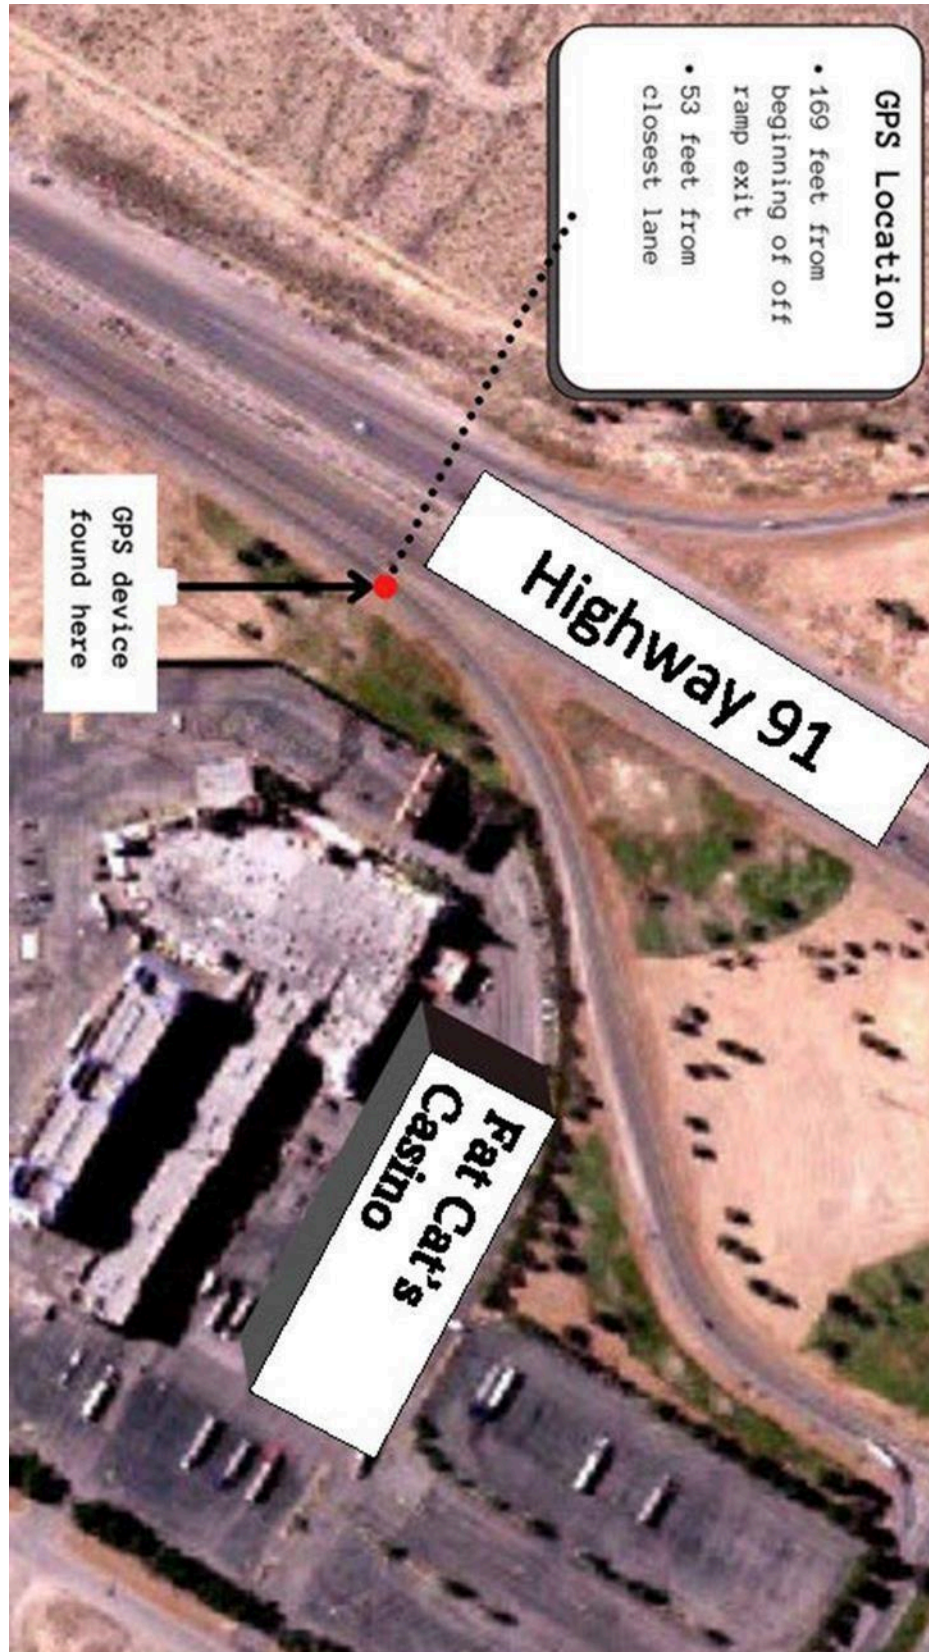 GPS Location
• 169 feet from
beginning of off
ramp exit
• 53 feet from
closest lane
Highway 91
GPS device
found here
Fat Cat's
Casino